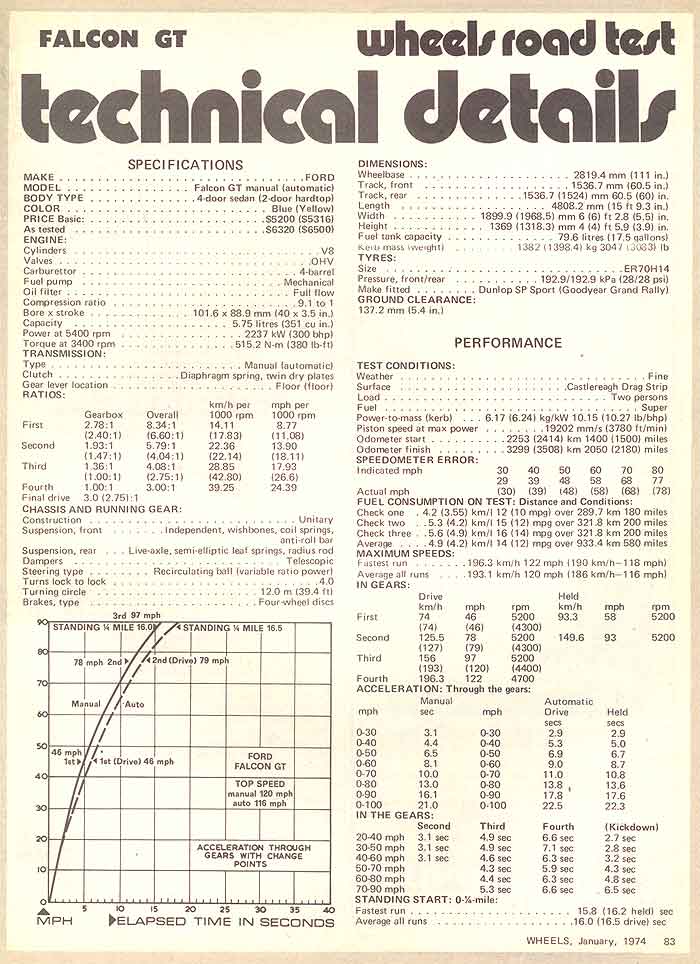 FALCON GT
wheels road test
technical details
SPECIFICATIONS
MAKE . . . FORD
MODEL . . . Falcon GT manual (automatic)
BODY TYPE . . . 4-door sedan (2-door hardtop)
COLOR . . . Blue (Yellow)
PRICE Basic: . . . $5200 ($5316)
As tested . . . $6320 ($6500)
ENGINE:
Cylinders . . . V8
Valves . . . OHV
Carburettor . . . 4-barrel
Fuel pump . . . Mechanical
Oil filter . . . Full flow
Compression ratio . . . 9.1 to 1
Bore x stroke . . . 101.6 x 88.9 mm (40 x 3.5 in.)
Capacity . . . 5.75 litres (351 cu in.)
Power at 5400 rpm . . . 2237 kW (300 bhp)
Torque at 3400 rpm . . . 515.2 N-m (380 lb-ft)
TRANSMISSION:
Type . . . Manual (automatic)
Clutch . . . Diaphragm spring, twin dry plates
Gear lever location . . . Floor (floor)
RATIOS:
km/h per mph per
Gearbox Overall 1000 rpm 1000 rpm
First 2.78:1 8.34:1 14.11 8.77
(2.40:1) (6.60:1) (17.83) (11.08)
Second 1.93:1 5.79:1 22.36 13.90
(1.47:1) (4.04:1) (22.14) (18.11)
Third 1.36:1 4.08:1 28.85 17.93
(1.00:1) (2.75:1) (42.80) (26.6)
Fourth 1.00:1 3.00:1 39.25 24.39
Final drive 3.0 (2.75):1
CHASSIS AND RUNNING GEAR:
Construction . . . Unitary
Suspension, front . . . Independent, wishbones, coil springs,
anti-roll bar
Suspension, rear . . . Live-axle, semi-elliptic leaf springs, radius rod
Dampers . . . Telescopic
Steering type . . . Recirculating ball (variable ratio power)
Turns lock to lock . . . 4.0
Turning circle . . . 12.0 m (39.4 ft)
Brakes, type . . . Four-wheel discs
3rd 97 mph
90
STANDING ¼ MILE 16.0
STANDING ¼ MILE 16.5
80
78 mph 2nd
2nd (Drive) 79 mph
70
Manual
Auto
60
50
46 mph
1st
1st (Drive) 46 mph
40
FORD
FALCON GT
TOP SPEED
manual 120 mph
auto 116 mph
30
20
ACCELERATION THROUGH
GEARS WITH CHANGE
POINTS
10
5 10 15 20 25 30 35 40
MPH ELAPSED TIME IN SECONDS
DIMENSIONS:
Wheelbase . . . 2819.4 mm (111 in.)
Track, front . . . 1536.7 mm (60.5 in.)
Track, rear . . . 1536.7 (1524) mm 60.5 (60) in.
Length . . . 4808.2 mm (15 ft 9.3 in.)
Width . . . 1899.9 (1968.5) mm 6 (6) ft 2.8 (5.5) in.
Height . . . 1369 (1318.3) mm 4 (4) ft 5.9 (3.9) in.
Fuel tank capacity . . . 79.6 litres (17.5 gallons)
Kerb mass (weight) . . . 1382 (1398.4) kg 3047 (3083) lb
TYRES:
Size . . . ER70H14
Pressure, front/rear . . . 192.9/192.9 kPa (28/28 psi)
Make fitted . . . Dunlop SP Sport (Goodyear Grand Rally)
GROUND CLEARANCE:
137.2 mm (5.4 in.)
PERFORMANCE
TEST CONDITIONS:
Weather . . . Fine
Surface . . . Castlereagh Drag Strip
Load . . . Two persons
Fuel . . . Super
Power-to-mass (kerb) . . . 6.17 (6.24) kg/kW 10.15 (10.27 lb/bhp)
Piston speed at max power . . . 19202 mm/s (3780 ft/min)
Odometer start . . . 2253 (2414) km 1400 (1500) miles
Odometer finish . . . 3299 (3508) km 2050 (2180) miles
SPEEDOMETER ERROR:
Indicated mph 30 40 50 60 70 80
29 39 48 58 68 77
Actual mph (30) (39) (48) (58) (68) (78)
FUEL CONSUMPTION ON TEST: Distance and Conditions:
Check one . 4.2 (3.55) km/l 12 (10 mpg) over 289.7 km 180 miles
Check two . . 5.3 (4.2) km/l 15 (12) mpg over 321.8 km 200 miles
Check three . . 5.6 (4.9) km/l 16 (14) mpg over 321.8 km 200 miles
Average . . 4.9 (4.2) km/l 14 (12) mpg over 933.4 km 580 miles
MAXIMUM SPEEDS:
Fastest run . . . 196.3 km/h 122 mph (190 km/h—118 mph)
Average all runs . . . 193.1 km/h 120 mph (186 km/h—116 mph)
IN GEARS:
Drive Held
km/h mph rpm km/h mph rpm
First 74 46 5200 93.3 58 5200
(74) (46) (4300)
Second 125.5 78 5200 149.6 93 5200
(127) (79) (4300)
Third 156 97 5200
(193) (120) (4400)
Fourth 196.3 122 4700
ACCELERATION: Through the gears:
Manual Automatic
mph sec mph Drive Held
secs secs
0-30 3.1 0-30 2.9 2.9
0-40 4.4 0-40 5.3 5.0
0-50 6.5 0-50 6.9 6.7
0-60 8.1 0-60 9.0 8.7
0-70 10.0 0-70 11.0 10.8
0-80 13.0 0-80 13.8 13.6
0-90 16.1 0-90 17.8 17.6
0-100 21.0 0-100 22.5 22.3
IN THE GEARS:
Second Third Fourth (Kickdown)
20-40 mph 3.1 sec 4.9 sec 6.6 sec 2.7 sec
30-50 mph 3.1 sec 4.9 sec 7.1 sec 2.8 sec
40-60 mph 3.1 sec 4.6 sec 6.3 sec 3.2 sec
50-70 mph 4.3 sec 5.9 sec 4.3 sec
60-80 mph 4.4 sec 6.3 sec 4.8 sec
70-90 mph 5.3 sec 6.6 sec 6.5 sec
STANDING START: 0-¼-mile:
Fastest run . . . 15.8 (16.2 held) sec
Average all runs . . . 16.0 (16.5 drive) sec
WHEELS, January, 1974 83